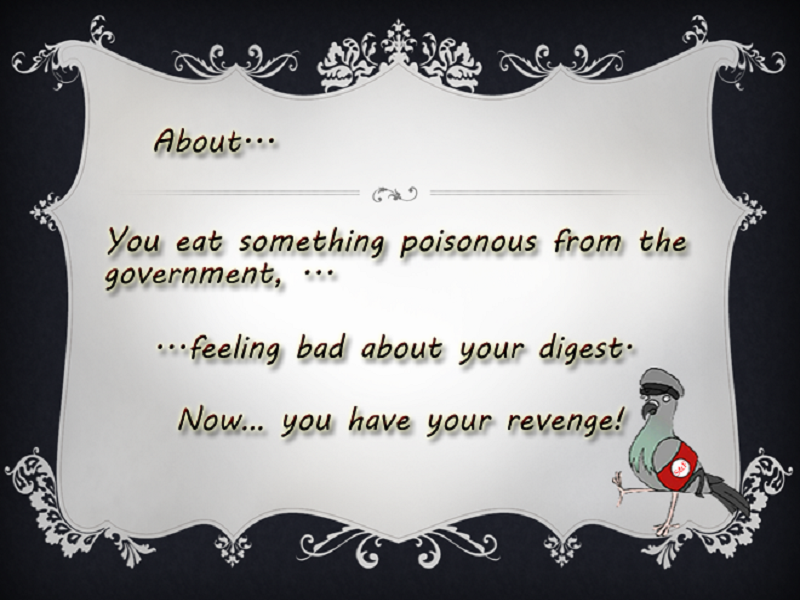 About...
You eat something poisonous from the
government, ...
...feeling bad about your digest.
Now... you have your revenge!